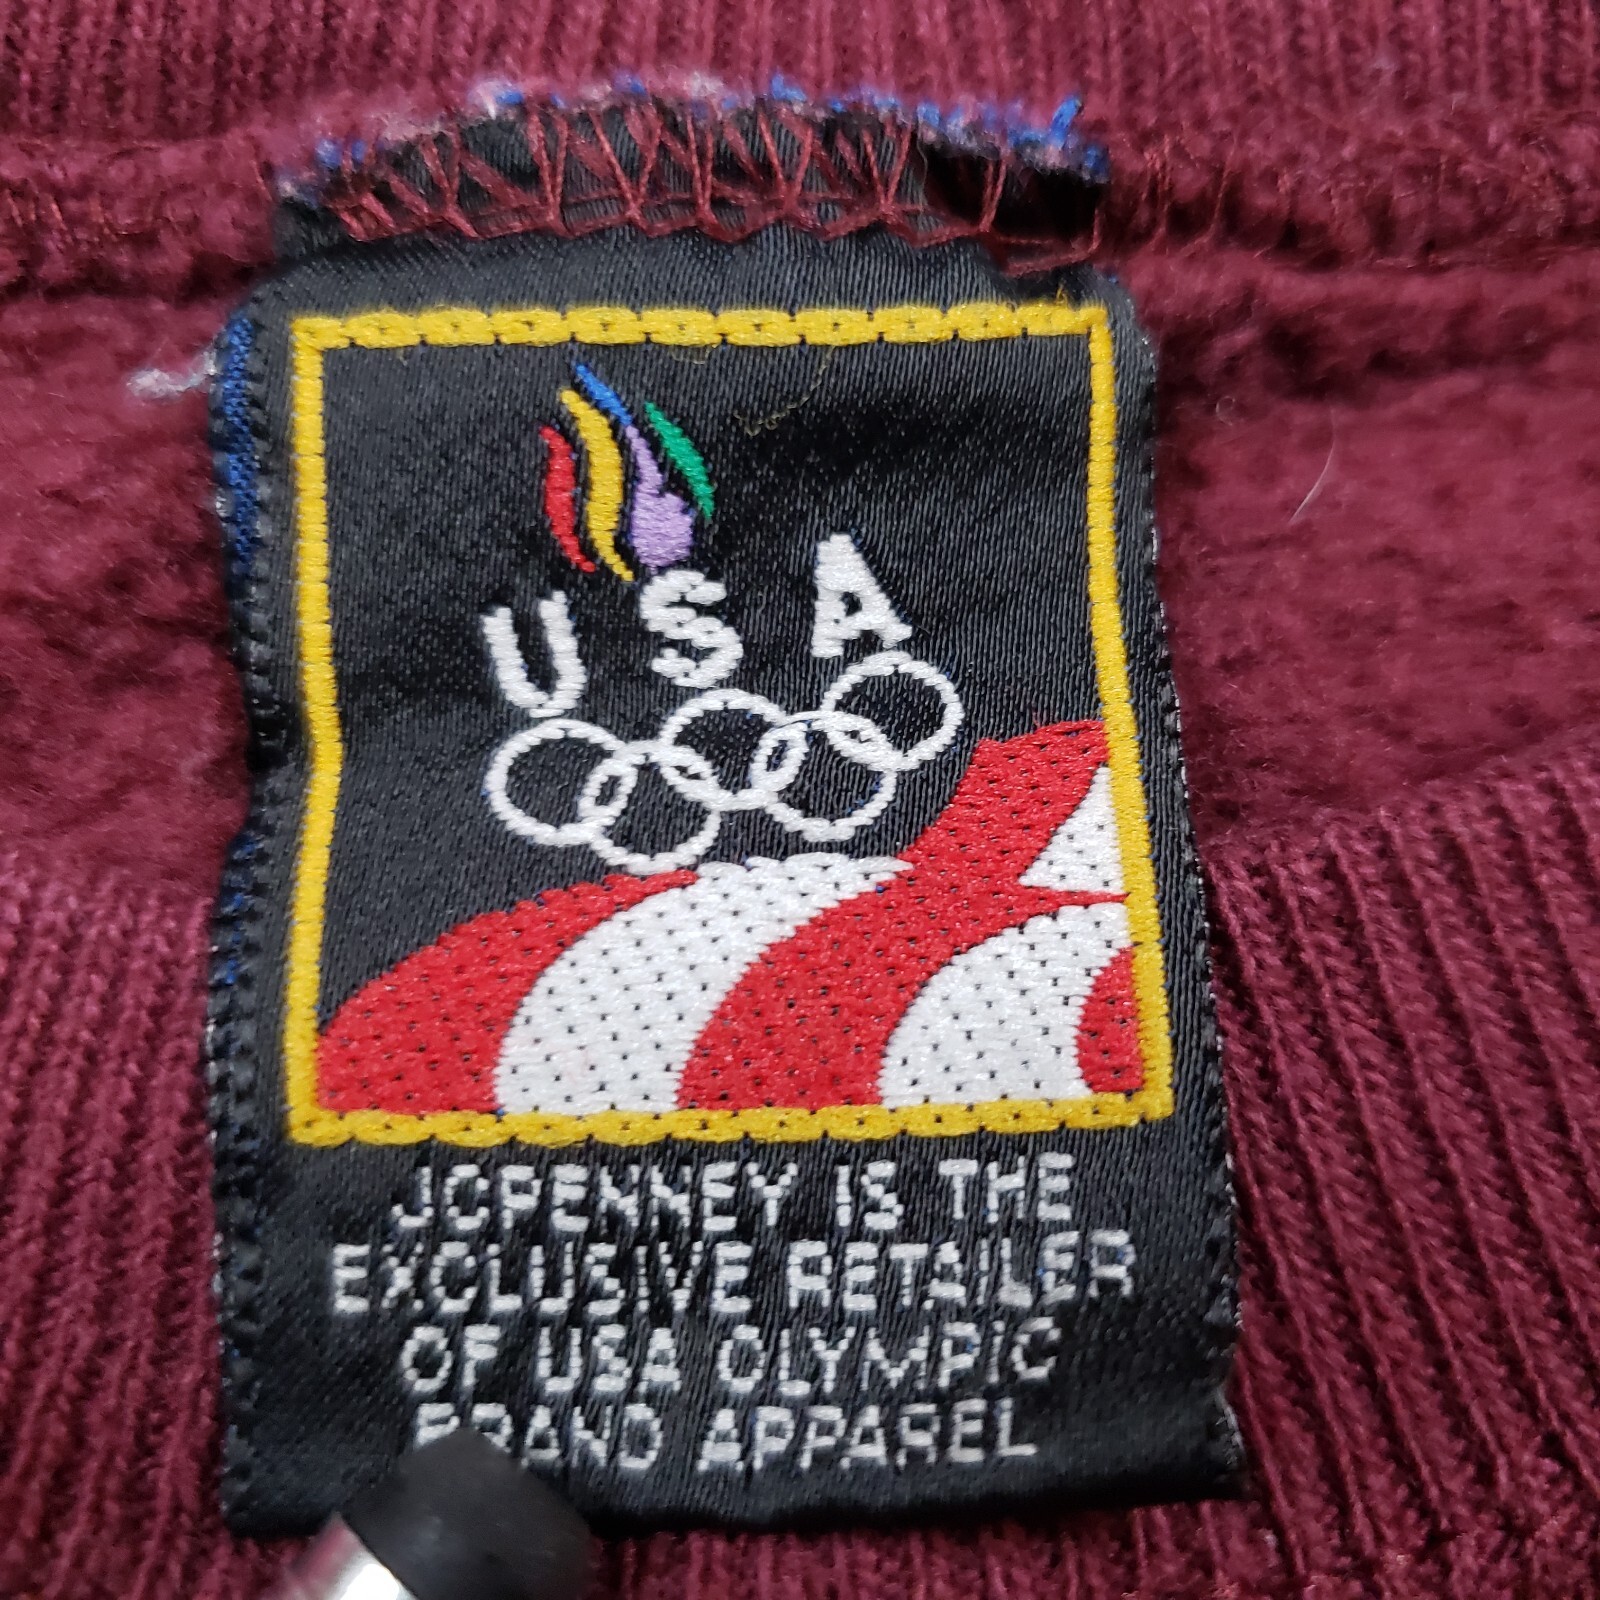 USA
JCPENNEY IS THE
EXCLUSIVE RETAILER
OF USA OLYMPIC
BRAND APPAREL